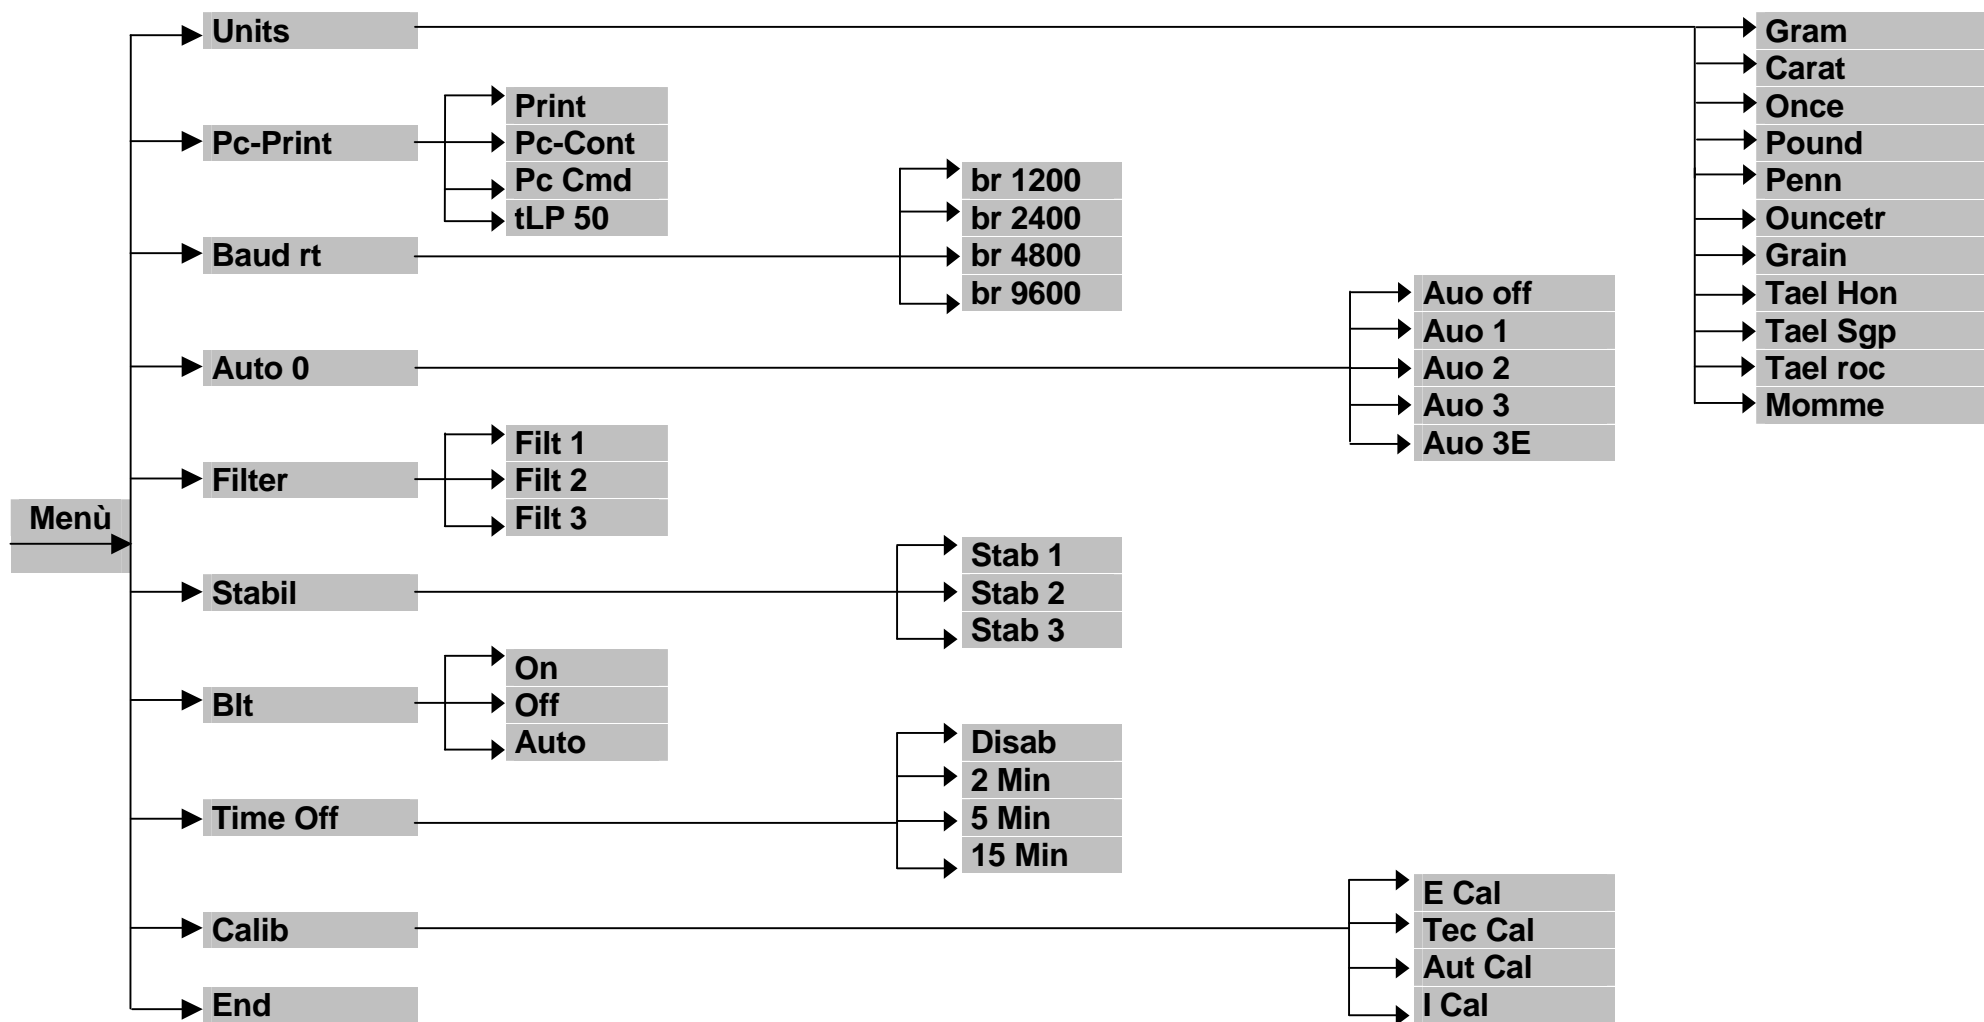 Menù
Units
Gram
Carat
Once
Pound
Penn
Ouncetr
Grain
Tael Hon
Tael Sgp
Tael roc
Momme
Pc-Print
Print
Pc-Cont
Pc Cmd
tLP 50
Baud rt
br 1200
br 2400
br 4800
br 9600
Auto 0
Auo off
Auo 1
Auo 2
Auo 3
Auo 3E
Filter
Filt 1
Filt 2
Filt 3
Stabil
Stab 1
Stab 2
Stab 3
Blt
On
Off
Auto
Time Off
Disab
2 Min
5 Min
15 Min
Calib
E Cal
Tec Cal
Aut Cal
I Cal
End